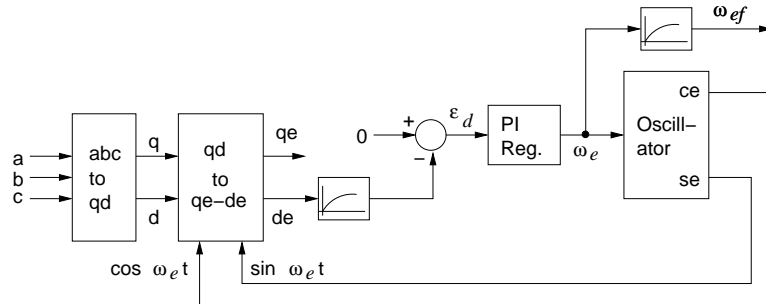 ω_ef
a
b
c
abc
to
qd
q
d
qd
to
qe−de
qe
de
0
+
−
ε_d
PI
Reg.
ω_e
Oscill−
ator
ce
se
cos ω_e t
sin ω_e t